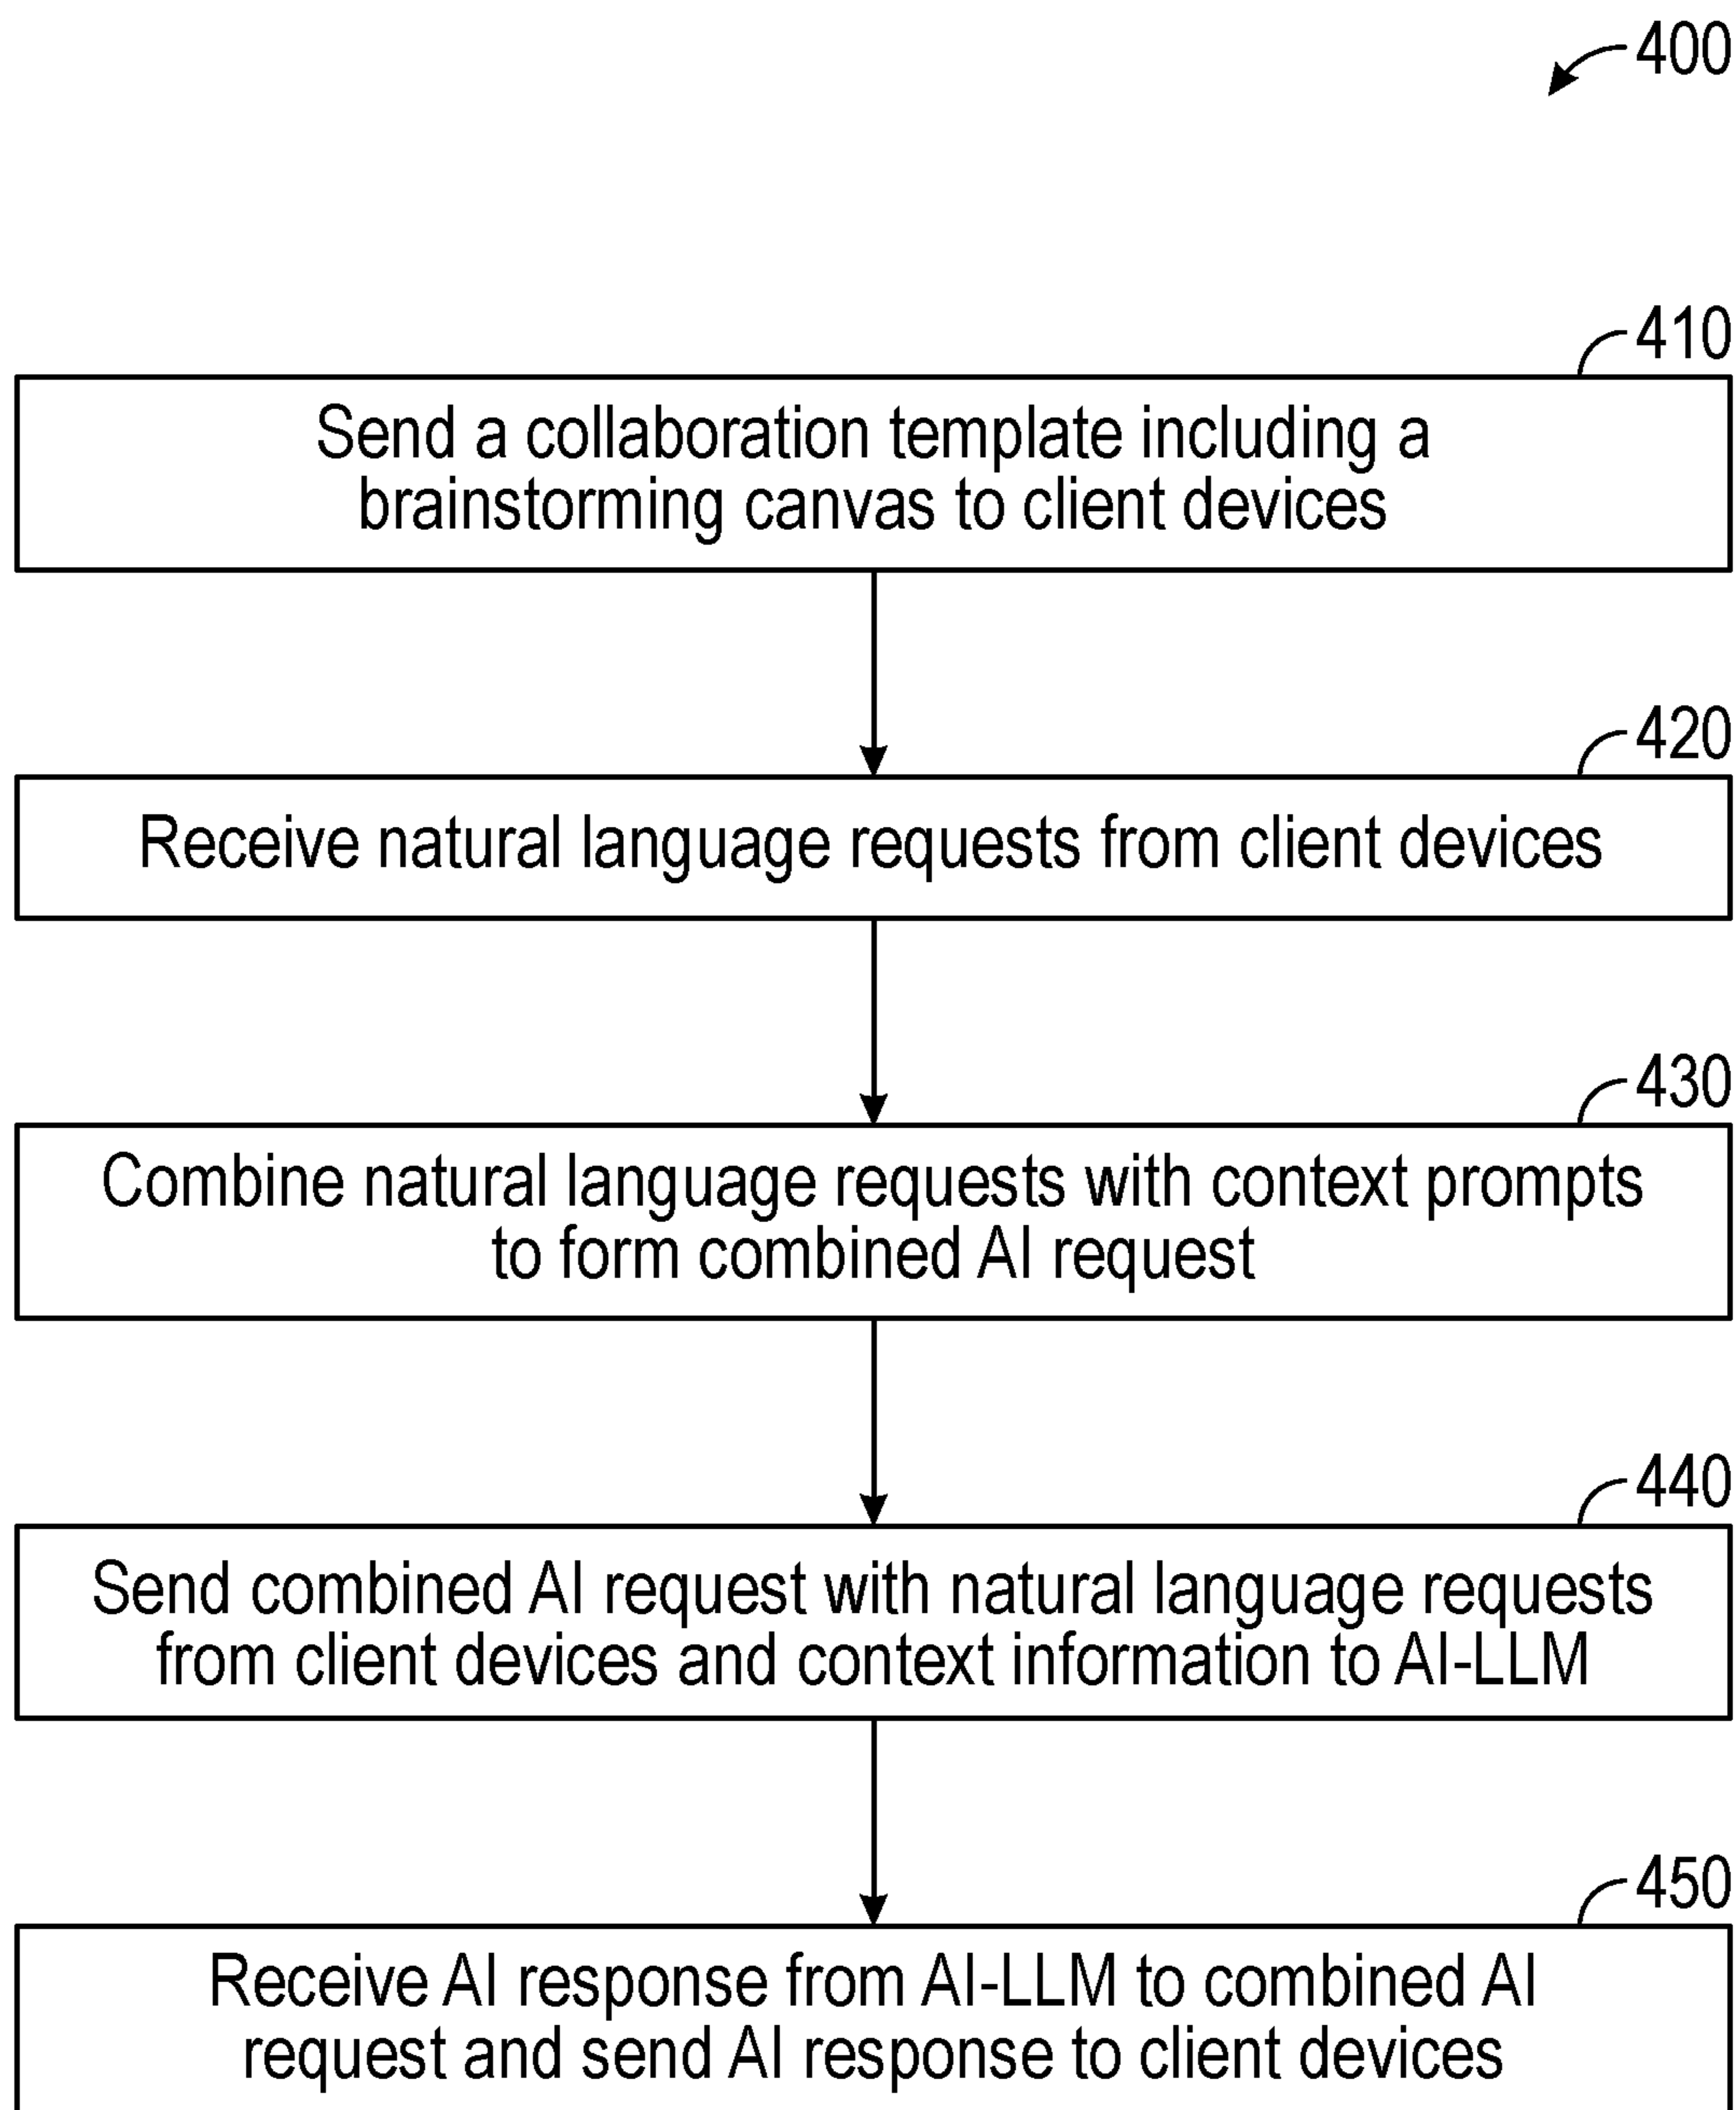 400
410
Send a collaboration template including a
brainstorming canvas to client devices
420
Receive natural language requests from client devices
430
Combine natural language requests with context prompts
to form combined AI request
440
Send combined AI request with natural language requests
from client devices and context information to AI-LLM
450
Receive AI response from AI-LLM to combined AI
request and send AI response to client devices